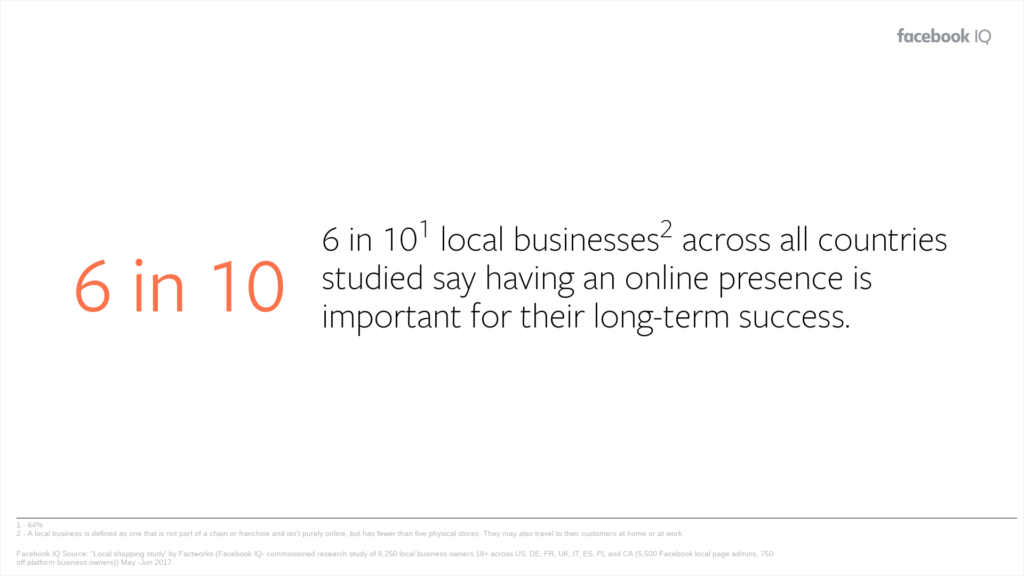 facebook IQ
6 in 10
6 in 10¹ local businesses² across all countries
studied say having an online presence is
important for their long-term success.
1 - 64%
2 - A local business is defined as one that is not part of a chain or franchise and isn't purely online, but has fewer than five physical stores. They may also travel to their customers at home or at work
Facebook IQ Source: "Local shopping study' by Factworks (Facebook IQ- commissioned research study of 6,250 local business owners 18+ across US, DE, FR, UK, IT, ES, PL and CA (5,500 Facebook local page admins, 750
off platform business owners)) May -Jun 2017